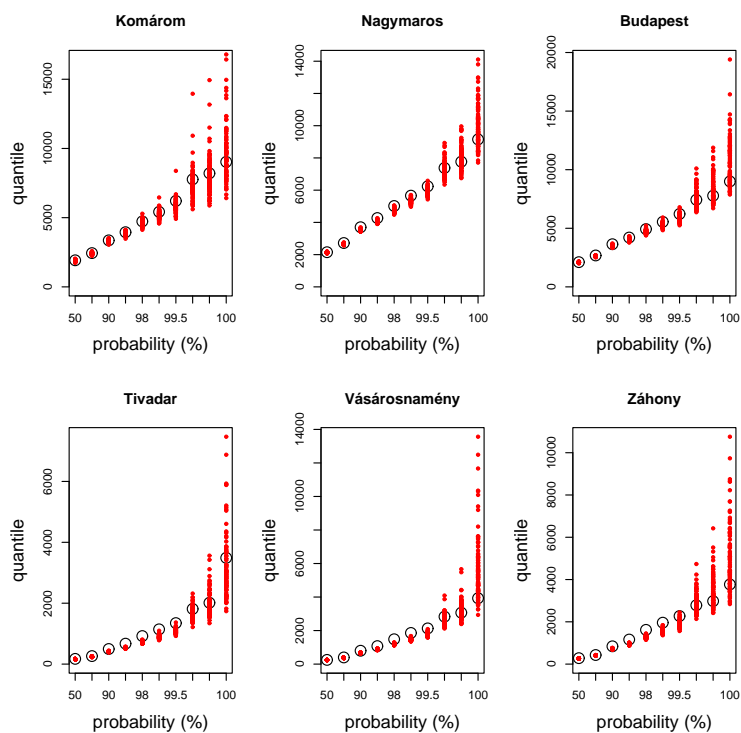 Komárom
Nagymaros
Budapest
quantile
0 5000 10000 15000
quantile
2000 6000 10000 14000
quantile
0 5000 10000 15000 20000
50 90 98 99.5 100
50 90 98 99.5 100
50 90 98 99.5 100
probability (%)
probability (%)
probability (%)
Tivadar
Vásárosnamény
Záhony
quantile
0 2000 4000 6000
quantile
0 2000 6000 10000 14000
quantile
0 2000 4000 6000 8000 10000
50 90 98 99.5 100
50 90 98 99.5 100
50 90 98 99.5 100
probability (%)
probability (%)
probability (%)